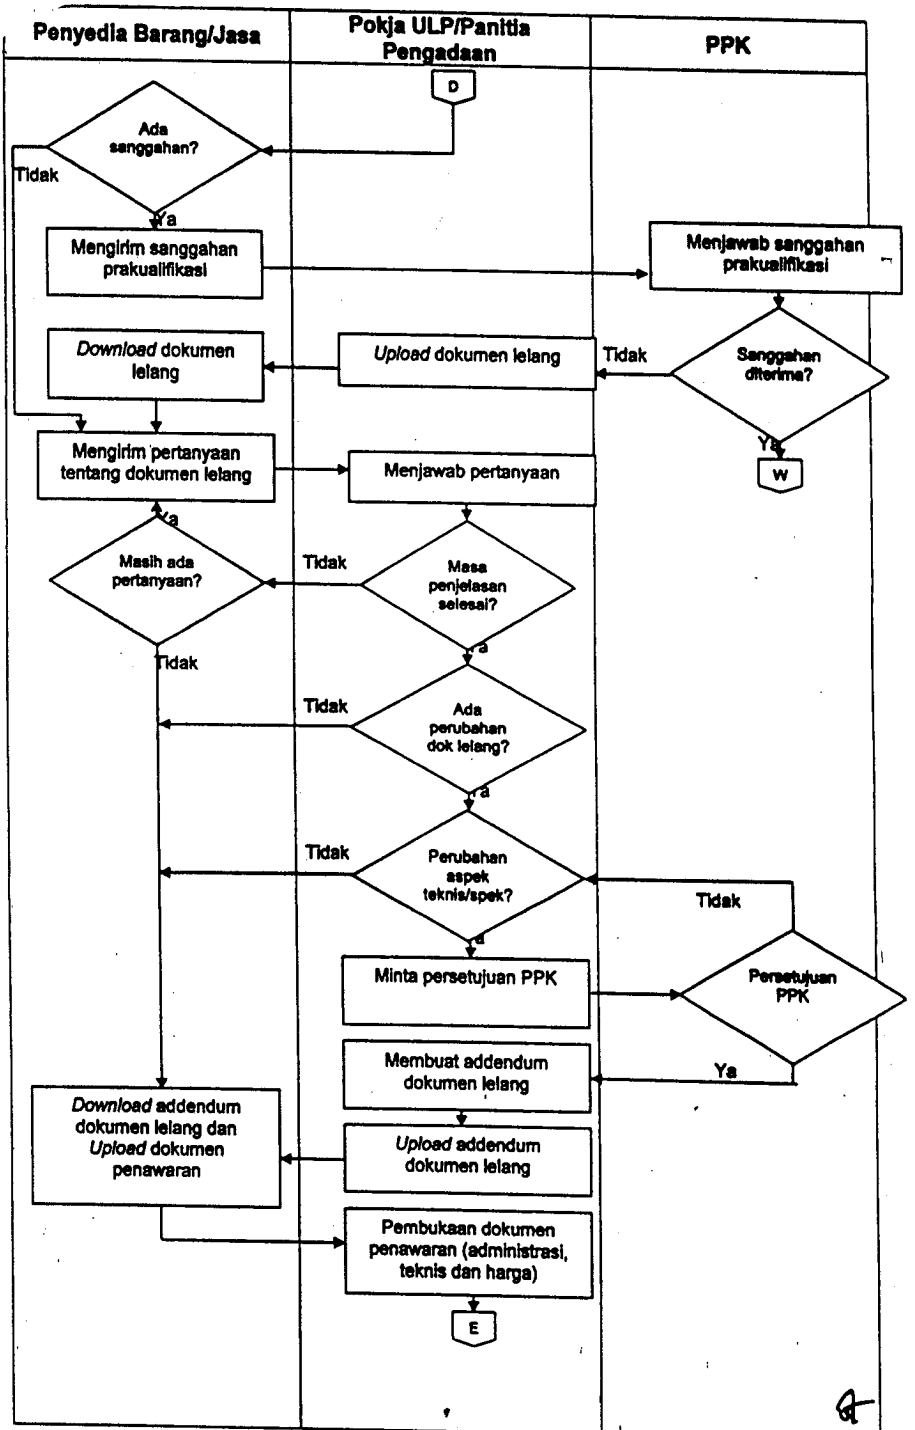 Penyedia Barang/Jasa
Pokja ULP/Panitia
Pengadaan
PPK
D
Ada
sanggahan?
Tidak
Ya
Mengirim sanggahan
prakualifikasi
Menjawab sanggahan
prakualifikasi
1
Download dokumen
lelang
Upload dokumen lelang
Tidak
Sanggahan
diterima?
Ya
W
Mengirim pertanyaan
tentang dokumen lelang
Menjawab pertanyaan
Ya
Masih ada
pertanyaan?
Tidak
Masa
penjelasan
selesai?
Tidak
Ya
Tidak
Ada
perubahan
dok lelang?
Ya
Tidak
Perubahan
aspek
teknis/spek?
Tidak
Minta persetujuan PPK
Persetujuan
PPK
Membuat addendum
dokumen lelang
Ya
Download addendum
dokumen lelang dan
Upload dokumen
penawaran
Upload addendum
dokumen lelang
Pembukaan dokumen
penawaran (administrasi,
teknis dan harga)
E